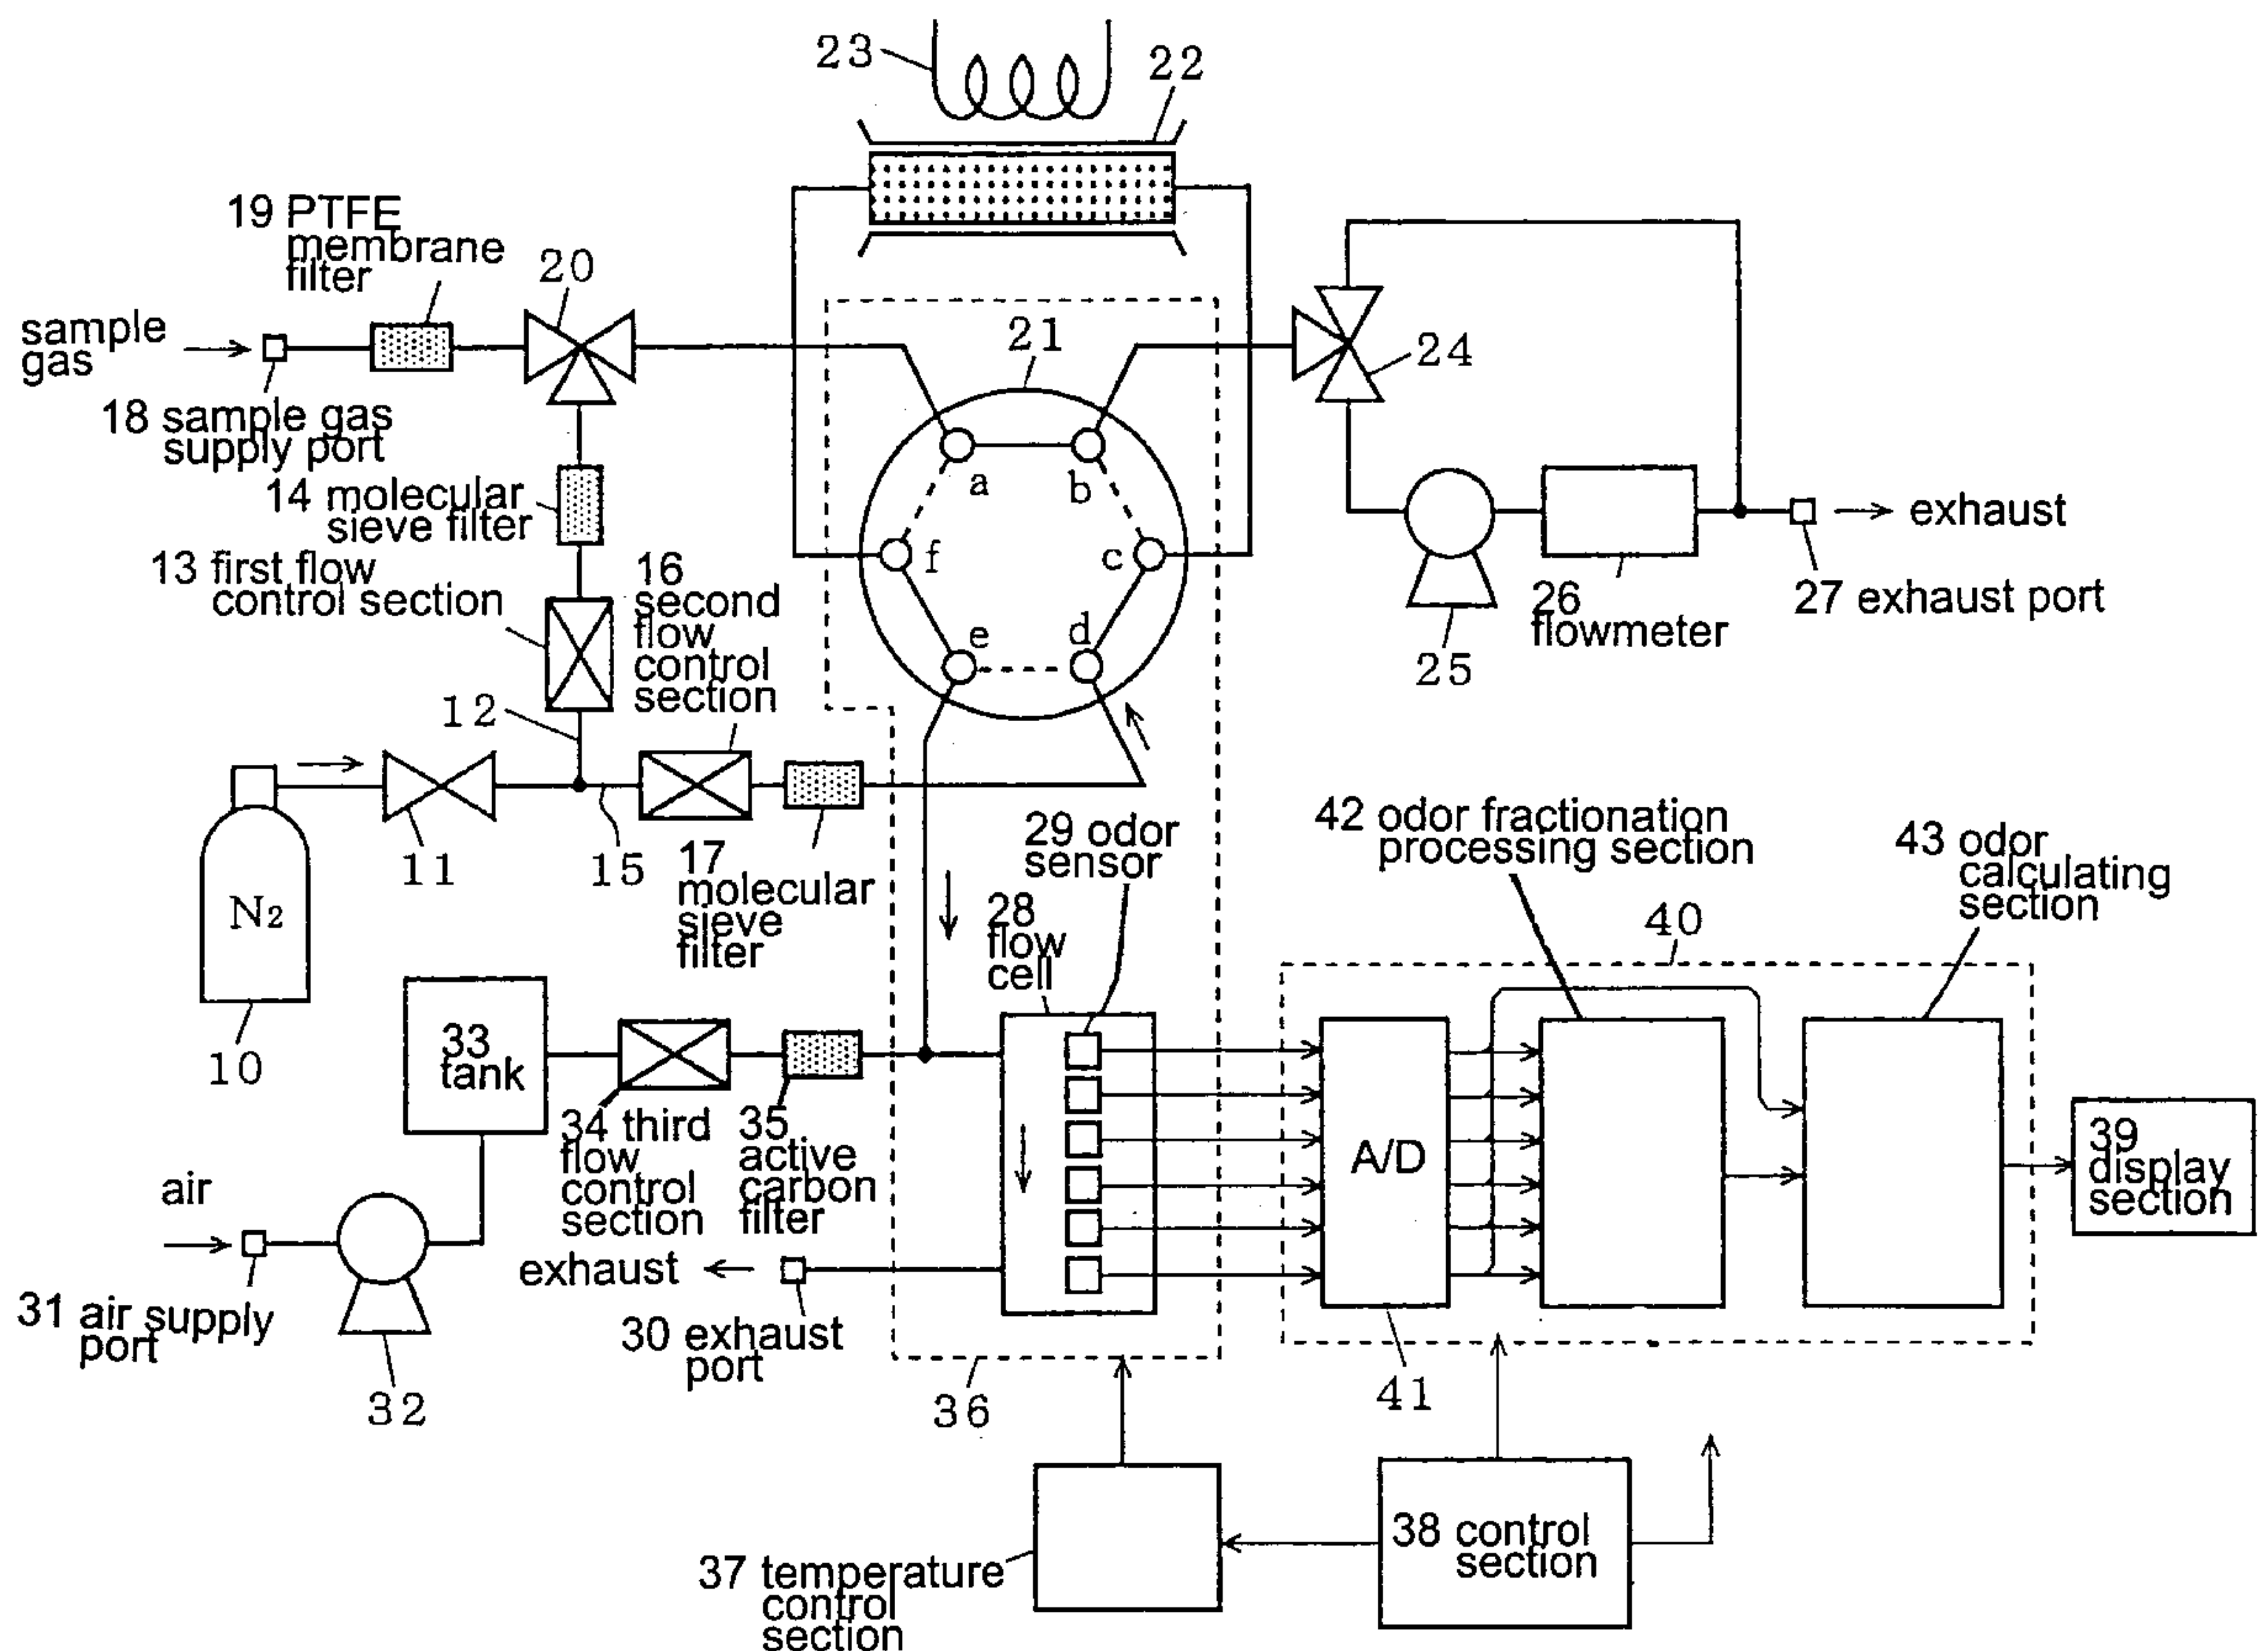 23
22
19 PTFE
membrane
filter
20
sample
gas
21
24
18 sample gas
supply port
a
b
14 molecular
sieve filter
exhaust
f
c
13 first flow
control section
16
second
flow
control
section
e
d
26
flowmeter
27 exhaust port
25
12
N2
11
15
17
molecular
sieve
filter
29 odor
sensor
28
flow
cell
42 odor fractionation
processing section
43 odor
calculating
section
40
10
33
tank
34 third
flow
control
section
35
active
carbon
filter
A/D
39
display
section
air
31 air supply
port
32
exhaust
30 exhaust
port
36
41
37 temperature
control
section
38 control
section